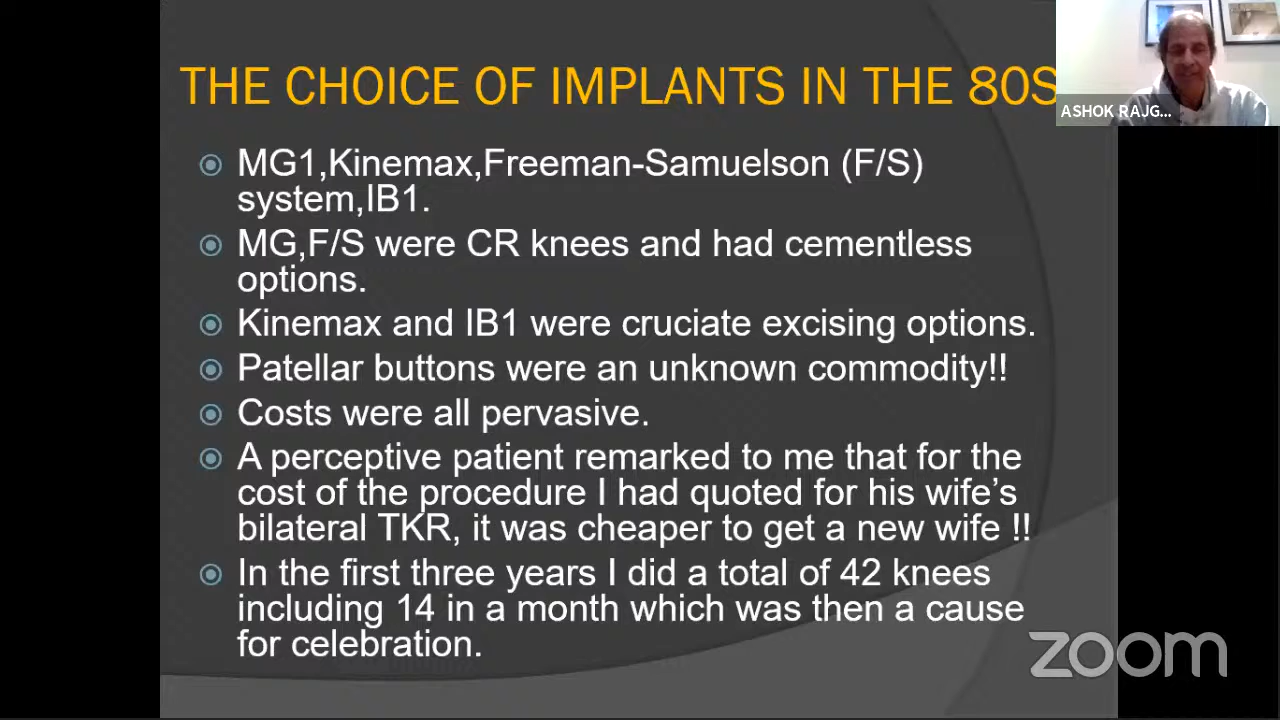 THE CHOICE OF IMPLANTS IN THE 80S
ASHOK RAJG...
MG1,Kinemax,Freeman-Samuelson (F/S)
system,IB1.
MG,F/S were CR knees and had cementless
options.
Kinemax and IB1 were cruciate excising options.
Patellar buttons were an unknown commodity!!
Costs were all pervasive.
A perceptive patient remarked to me that for the
cost of the procedure I had quoted for his wife’s
bilateral TKR, it was cheaper to get a new wife !!
In the first three years I did a total of 42 knees
including 14 in a month which was then a cause
for celebration.
zoom